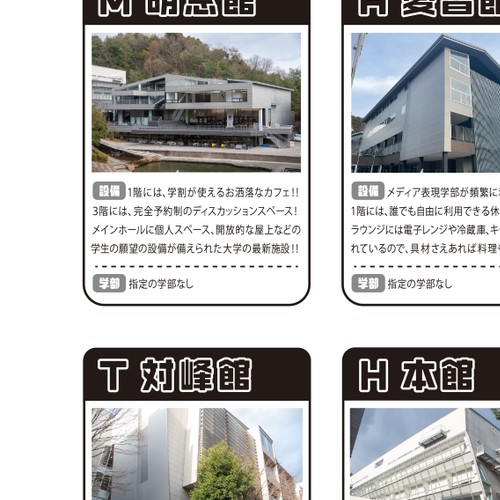 M 明窓館
設備 1階には、学割が使えるお洒落なカフェ!!
3階には、完全予約制のディスカッションスペース!
メインホールに個人スペース、開放的な屋上などの
学生の願望の設備が備えられた大学の最新施設!!
学部 指定の学部なし
設備 メディア表現学部が頻繁に
1階には、誰でも自由に利用できる休
ラウンジには電子レンジや冷蔵庫、キ
れているので、具材さえあれば料理
学部 指定の学部なし
T 対峰館
H 本館